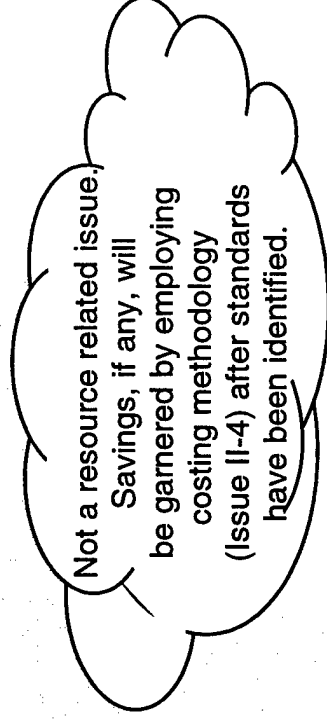 Not a resource related issue.
Savings, if any, will
be garnered by employing
costing methodology
(Issue II-4) after standards
have been identified.